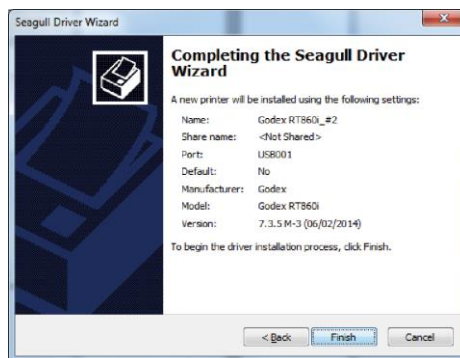 Seagull Driver Wizard
Completing the Seagull Driver
Wizard
A new printer will be installed using the following settings:
Name: Godex RT860i_#2
Share name: <Not Shared>
Port: USB001
Default: No
Manufacturer: Godex
Model: Godex RT860i
Version: 7.3.5 M-3 (06/02/2014)
To begin the driver installation process, click Finish.
< Back Finish Cancel